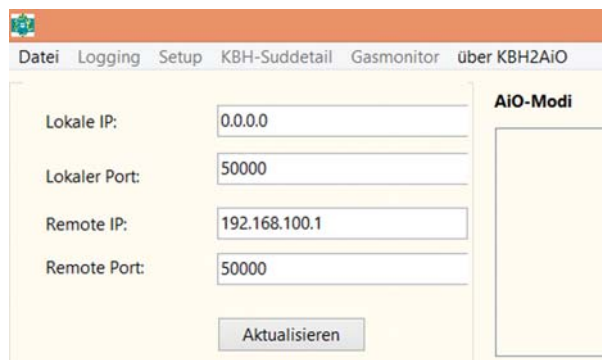 Datei Logging Setup KBH-Suddetail Gasmonitor über KBH2AiO
AiO-Modi
Lokale IP: 0.0.0.0
Lokaler Port: 50000
Remote IP: 192.168.100.1
Remote Port: 50000
Aktualisieren